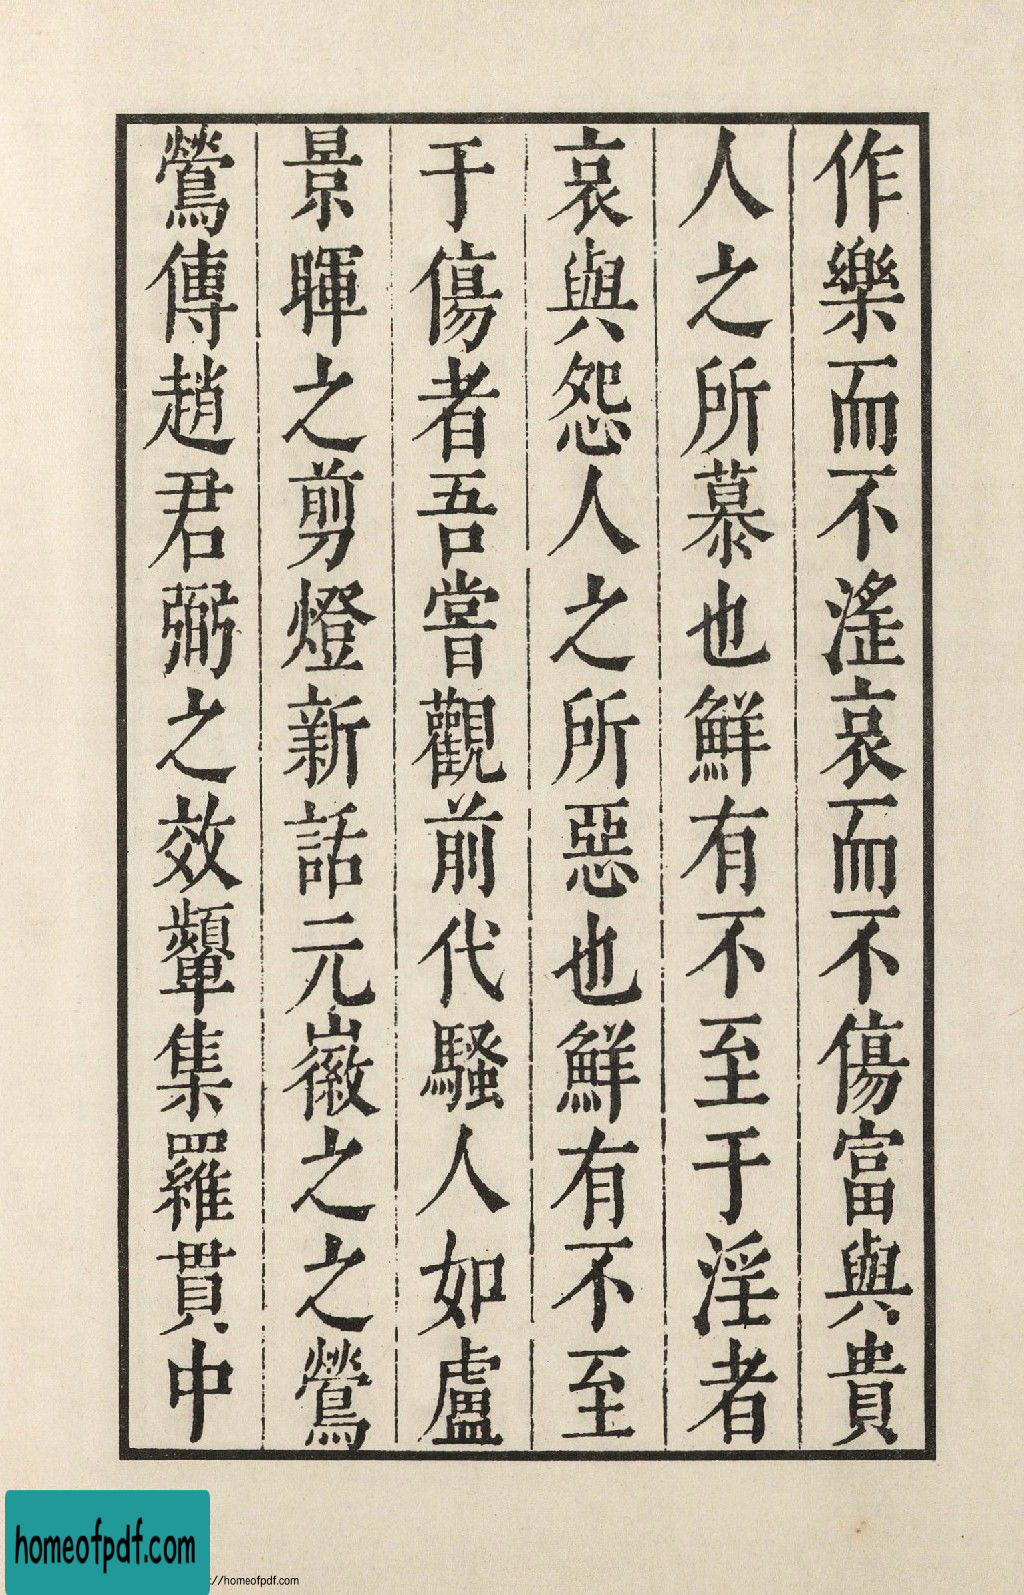 作樂而不滛哀而不傷富與貴
人之所慕也鮮有不至于淫者
哀與怨人之所惡也鮮有不至
于傷者吾嘗觀前代騷人如盧
景暉之剪燈新話元徽之之鶯
鶯傳趙君弼之效顰集羅貫中
homeofpdf.com
://homeofpdf.com